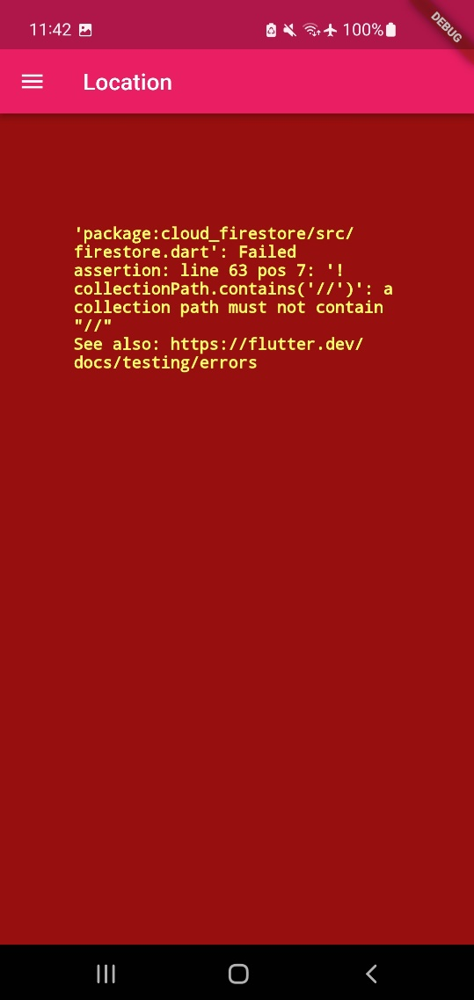 11:42
100%
DEBUG
Location
'package:cloud_firestore/src/
firestore.dart': Failed
assertion: line 63 pos 7: '!
collectionPath.contains('//')': a
collection path must not contain
"//"
See also: https://flutter.dev/
docs/testing/errors